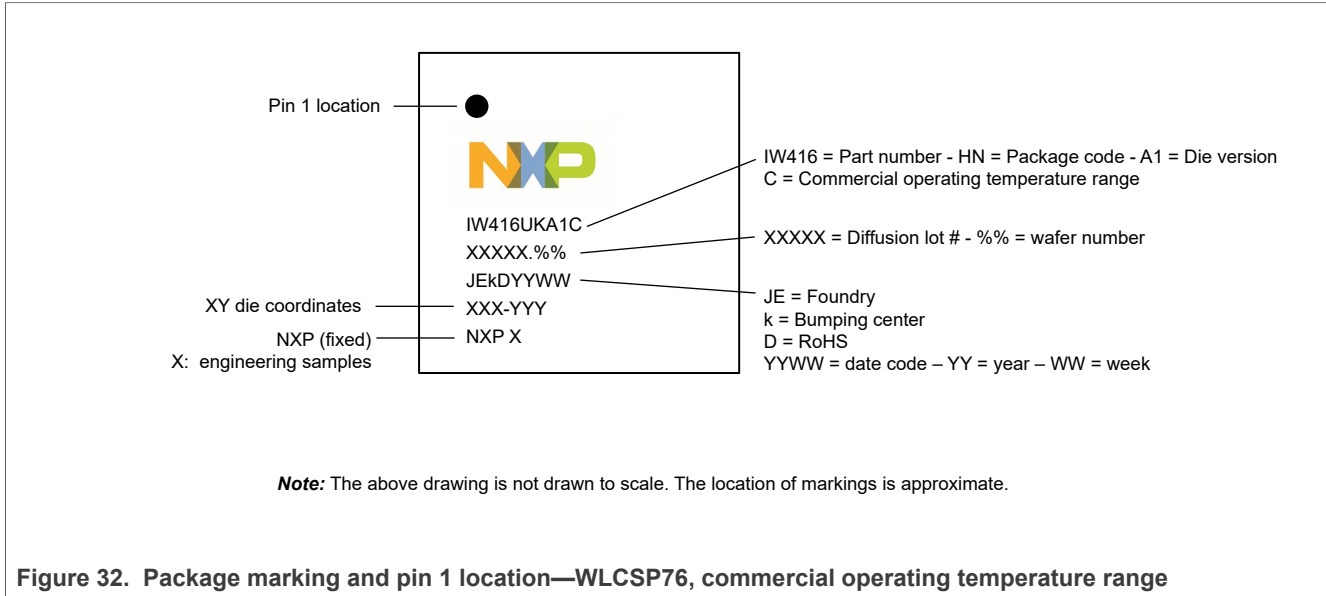 Pin 1 location
NXP
IW416UKA1C
XXXXX.%%
JEkDYYWW
XXX-YYY
NXP X
XY die coordinates
NXP (fixed)
X: engineering samples
IW416 = Part number - HN = Package code - A1 = Die version
C = Commercial operating temperature range
XXXXX = Diffusion lot # - %% = wafer number
JE = Foundry
k = Bumping center
D = RoHS
YYWW = date code – YY = year – WW = week
Note: The above drawing is not drawn to scale. The location of markings is approximate.
Figure 32. Package marking and pin 1 location—WLCSP76, commercial operating temperature range